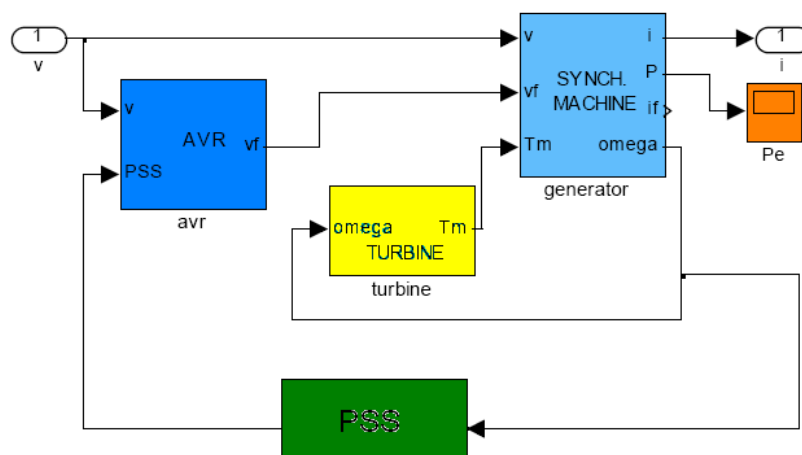 1
v
v
PSS
AVR
vf
avr
omega
Tm
TURBINE
turbine
v
vf
Tm
SYNCH.
MACHINE
i
P
if
omega
generator
1
i
Pe
PSS